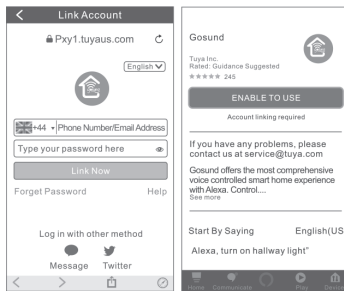 Link Account
Pxy1.tuyaus.com
English
+44 Phone Number/Email Address
Type your password here
Link Now
Forget Password Help
Log in with other method
Message Twitter
Gosund
Tuya Inc.
Rated: Guidance Suggested
★★★★★ 245
ENABLE TO USE
Account linking required
If you have any problems, please
contact us at service@tuya.com
Gosund offers the most comprehensive
voice controlled smart home experience
with Alexa. Control....
See more
Start By Saying English(US
Alexa, turn on hallway light"
Home Communicate Play Device